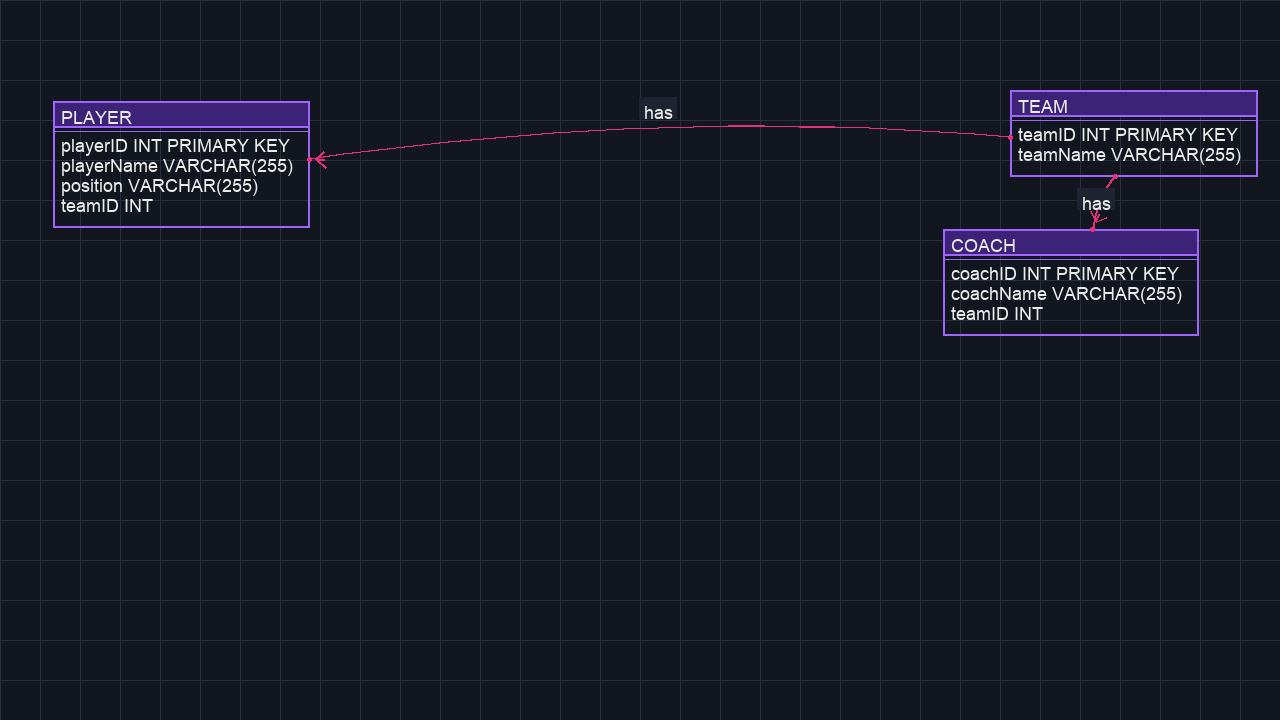 PLAYER
playerID INT PRIMARY KEY
playerName VARCHAR(255)
position VARCHAR(255)
teamID INT
has
TEAM
teamID INT PRIMARY KEY
teamName VARCHAR(255)
has
COACH
coachID INT PRIMARY KEY
coachName VARCHAR(255)
teamID INT